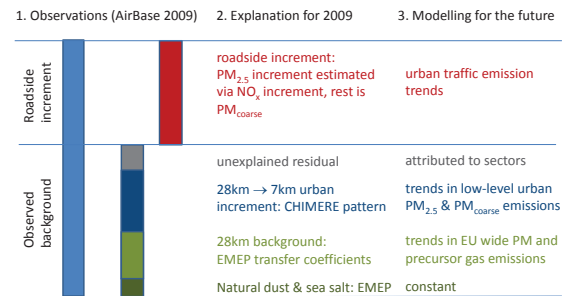 1. Observations (AirBase 2009)
2. Explanation for 2009
3. Modelling for the future
Roadside
increment
roadside increment:
PM2.5 increment estimated
via NOx increment, rest is
PMcoarse
urban traffic emission
trends
Observed
background
unexplained residual
attributed to sectors
28km → 7km urban
increment: CHIMERE pattern
trends in low-level urban
PM2.5 & PMcoarse emissions
28km background:
EMEP transfer coefficients
trends in EU wide PM and
precursor gas emissions
Natural dust & sea salt: EMEP
constant